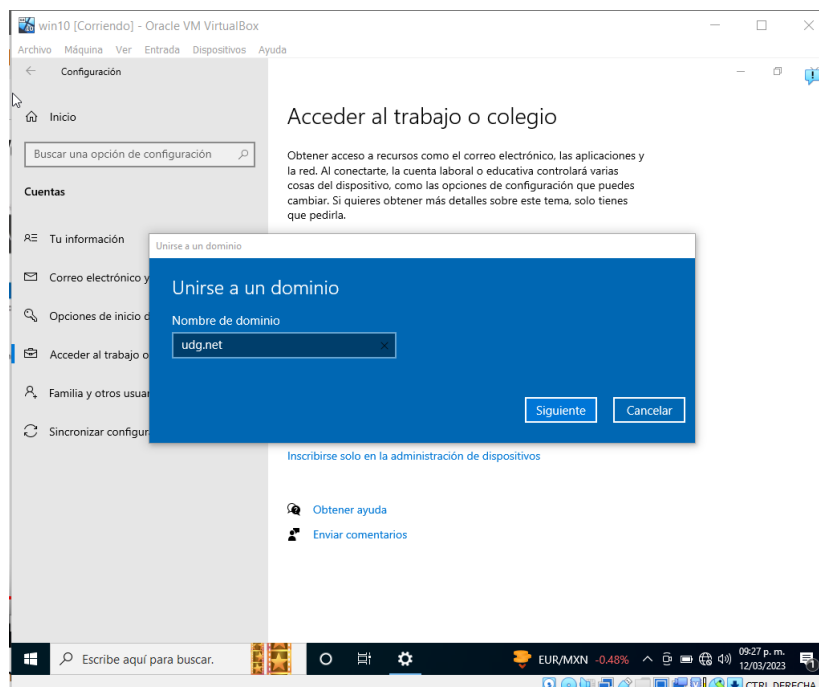 win10 [Corriendo] - Oracle VM VirtualBox
Archivo Máquina Ver Entrada Dispositivos Ayuda
Configuración
Inicio
Buscar una opción de configuración
Cuentas
Tu información
Correo electrónico y
Opciones de inicio d
Acceder al trabajo o
Familia y otros usuar
Sincronizar configur
Acceder al trabajo o colegio
Obtener acceso a recursos como el correo electrónico, las aplicaciones y
la red. Al conectarte, la cuenta laboral o educativa controlará varias
cosas del dispositivo, como las opciones de configuración que puedes
cambiar. Si quieres obtener más detalles sobre este tema, solo tienes
que pedirla.
Unirse a un dominio
Unirse a un dominio
Nombre de dominio
udg.net
Siguiente Cancelar
Inscribirse solo en la administración de dispositivos
Obtener ayuda
Enviar comentarios
Escribe aquí para buscar.
EUR/MXN -0.48%
09:27 p. m.
12/03/2023
1
CTRL DERECHA